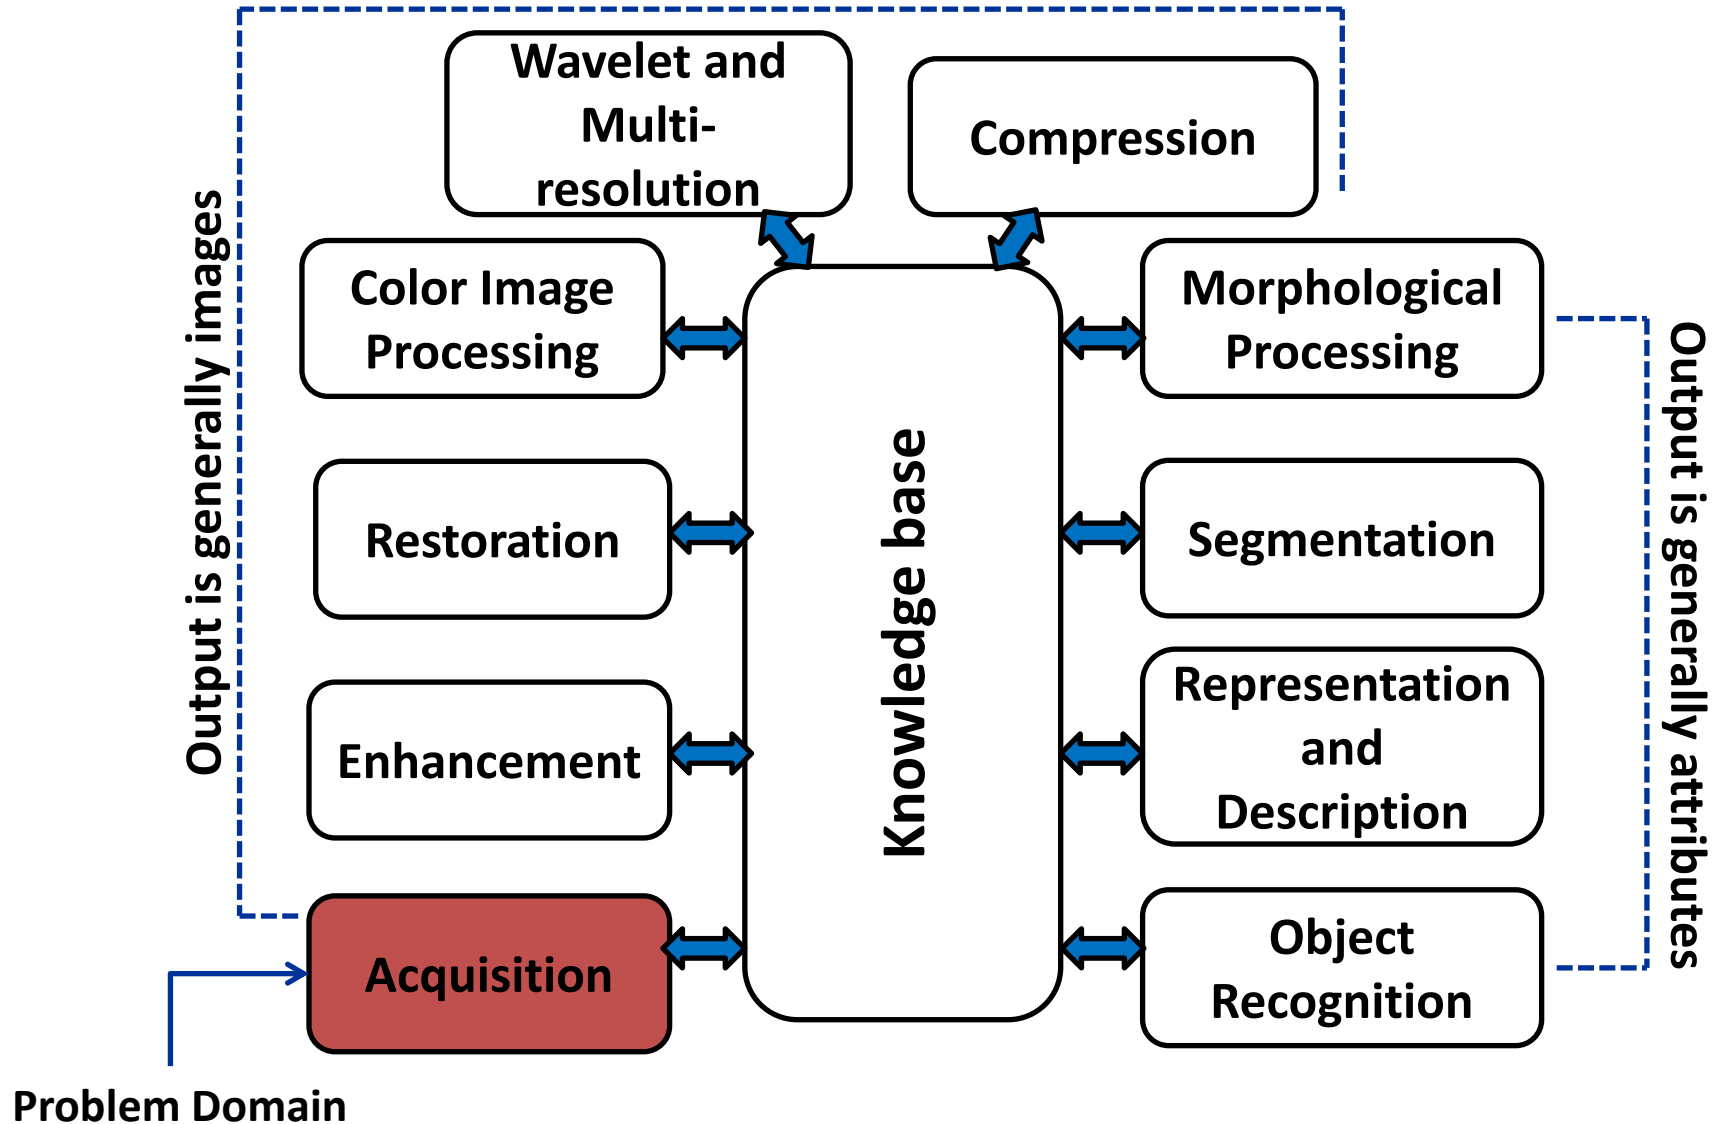 Wavelet and
Multi-
resolution
Compression
Output is generally images
Color Image
Processing
Morphological
Processing
Output is generally attributes
Knowledge base
Restoration
Segmentation
Enhancement
Representation
and
Description
Acquisition
Object
Recognition
Problem Domain